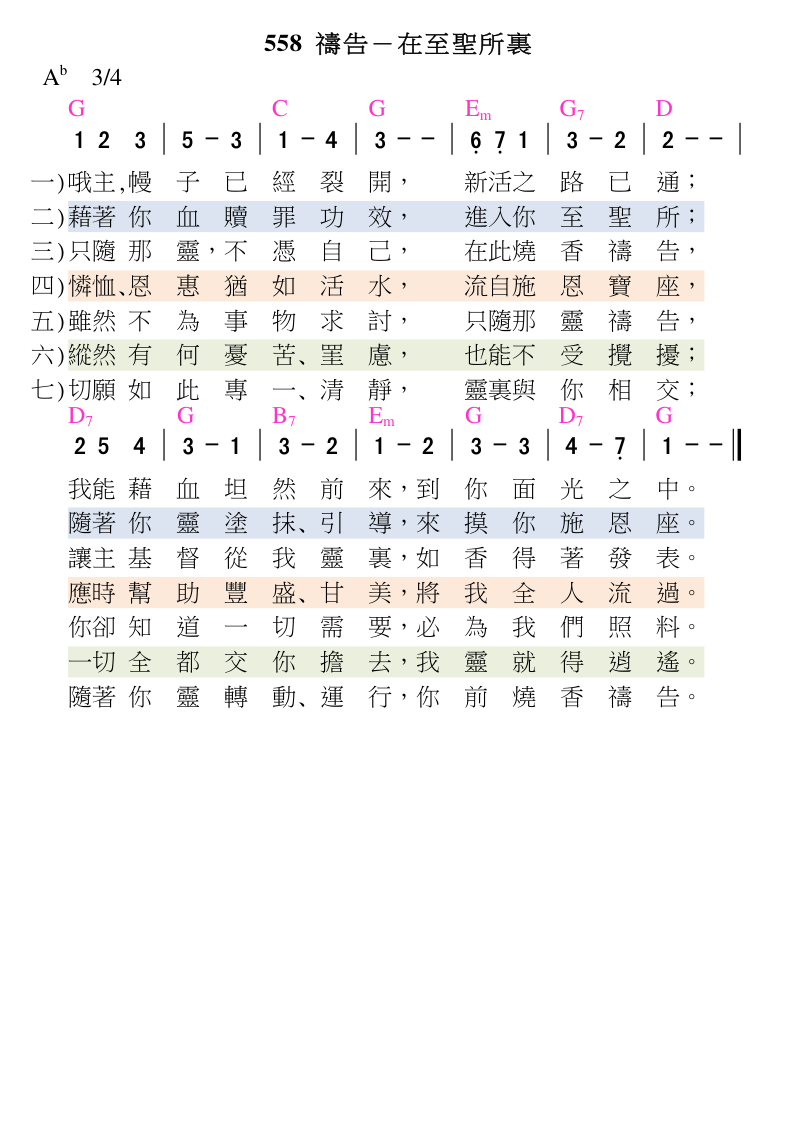 558 禱告－在至聖所裏
A♭ 3/4
G C G Em G7 D
1 2 3 | 5 - 3 | 1 - 4 | 3 - - | 6̣ 7̣ 1 | 3 - 2 | 2 - - |
一)哦主,幔子已經裂開，新活之路已通；
二)藉著你血贖罪功效，進入你至聖所；
三)只隨那靈，不憑自己，在此燒香禱告，
四)憐恤、恩惠猶如活水，流自施恩寶座，
五)雖然不為事物求討，只隨那靈禱告，
六)縱然有何憂苦、罣慮，也能不受攪擾；
七)切願如此專一、清靜，靈裏與你相交；
D7 G B7 Em G D7 G
2 5 4 | 3 - 1 | 3 - 2 | 1 - 2 | 3 - 3 | 4 - 7̣ | 1 - - ‖
我能藉血坦然前來，到你面光之中。
隨著你靈塗抹、引導，來摸你施恩座。
讓主基督從我靈裏，如香得著發表。
應時幫助豐盛、甘美，將我全人流過。
你卻知道一切需要，必為我們照料。
一切全都交你擔去，我靈就得逍遙。
隨著你靈轉動、運行，你前燒香禱告。